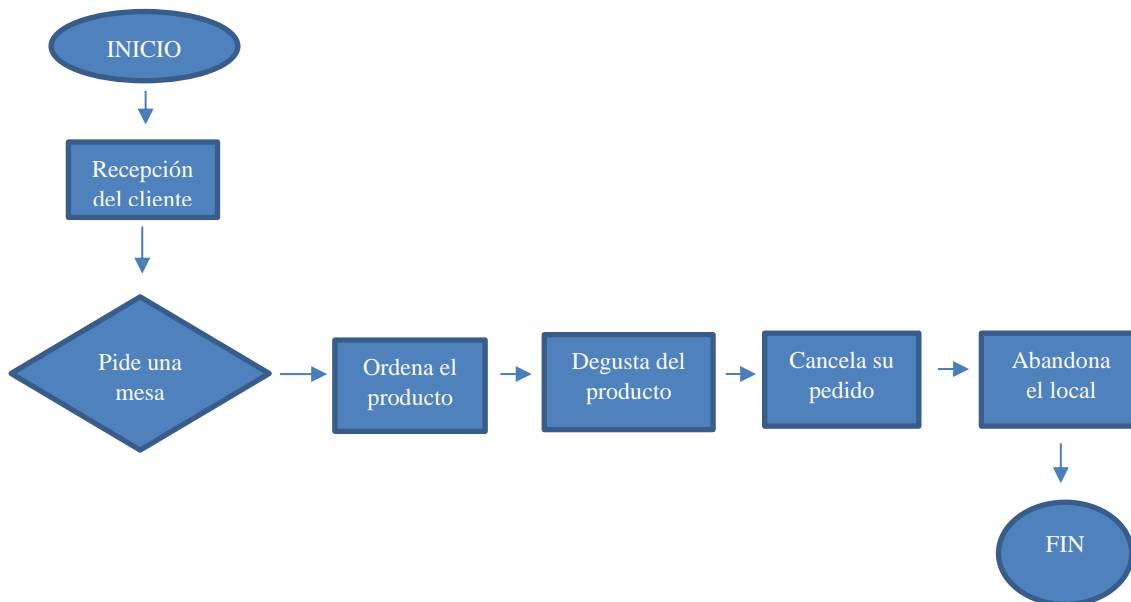 INICIO
Recepción
del cliente
Pide una
mesa
Ordena el
producto
Degusta del
producto
Cancela su
pedido
Abandona
el local
FIN